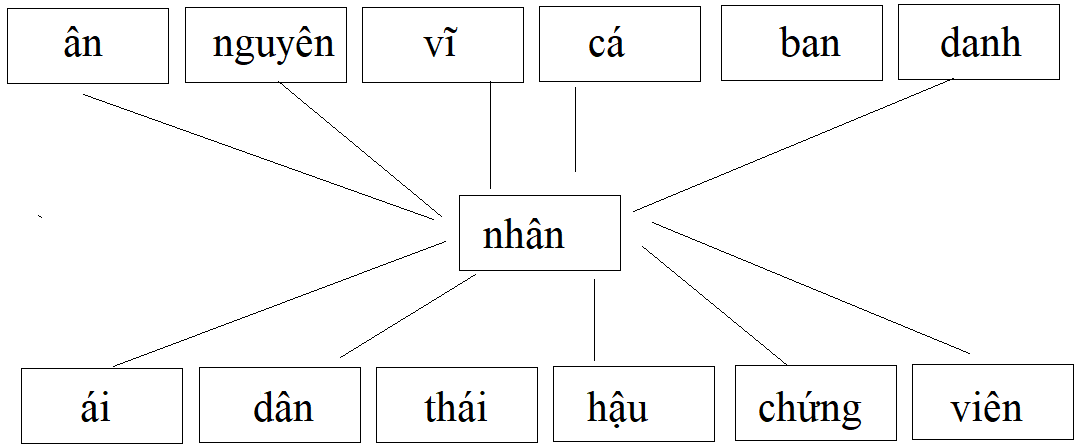 ân nguyên vĩ cá ban danh
nhân
ái dân thái hậu chứng viên